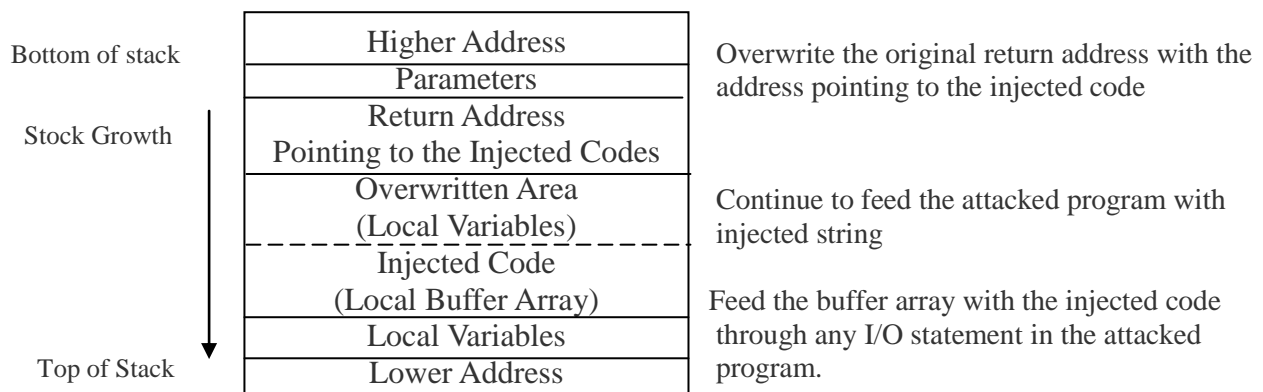 Bottom of stack
Stock Growth
Top of Stack
Higher Address
Parameters
Return Address
Pointing to the Injected Codes
Overwritten Area
(Local Variables)
Injected Code
(Local Buffer Array)
Local Variables
Lower Address
Overwrite the original return address with the
address pointing to the injected code
Continue to feed the attacked program with
injected string
Feed the buffer array with the injected code
through any I/O statement in the attacked
program.